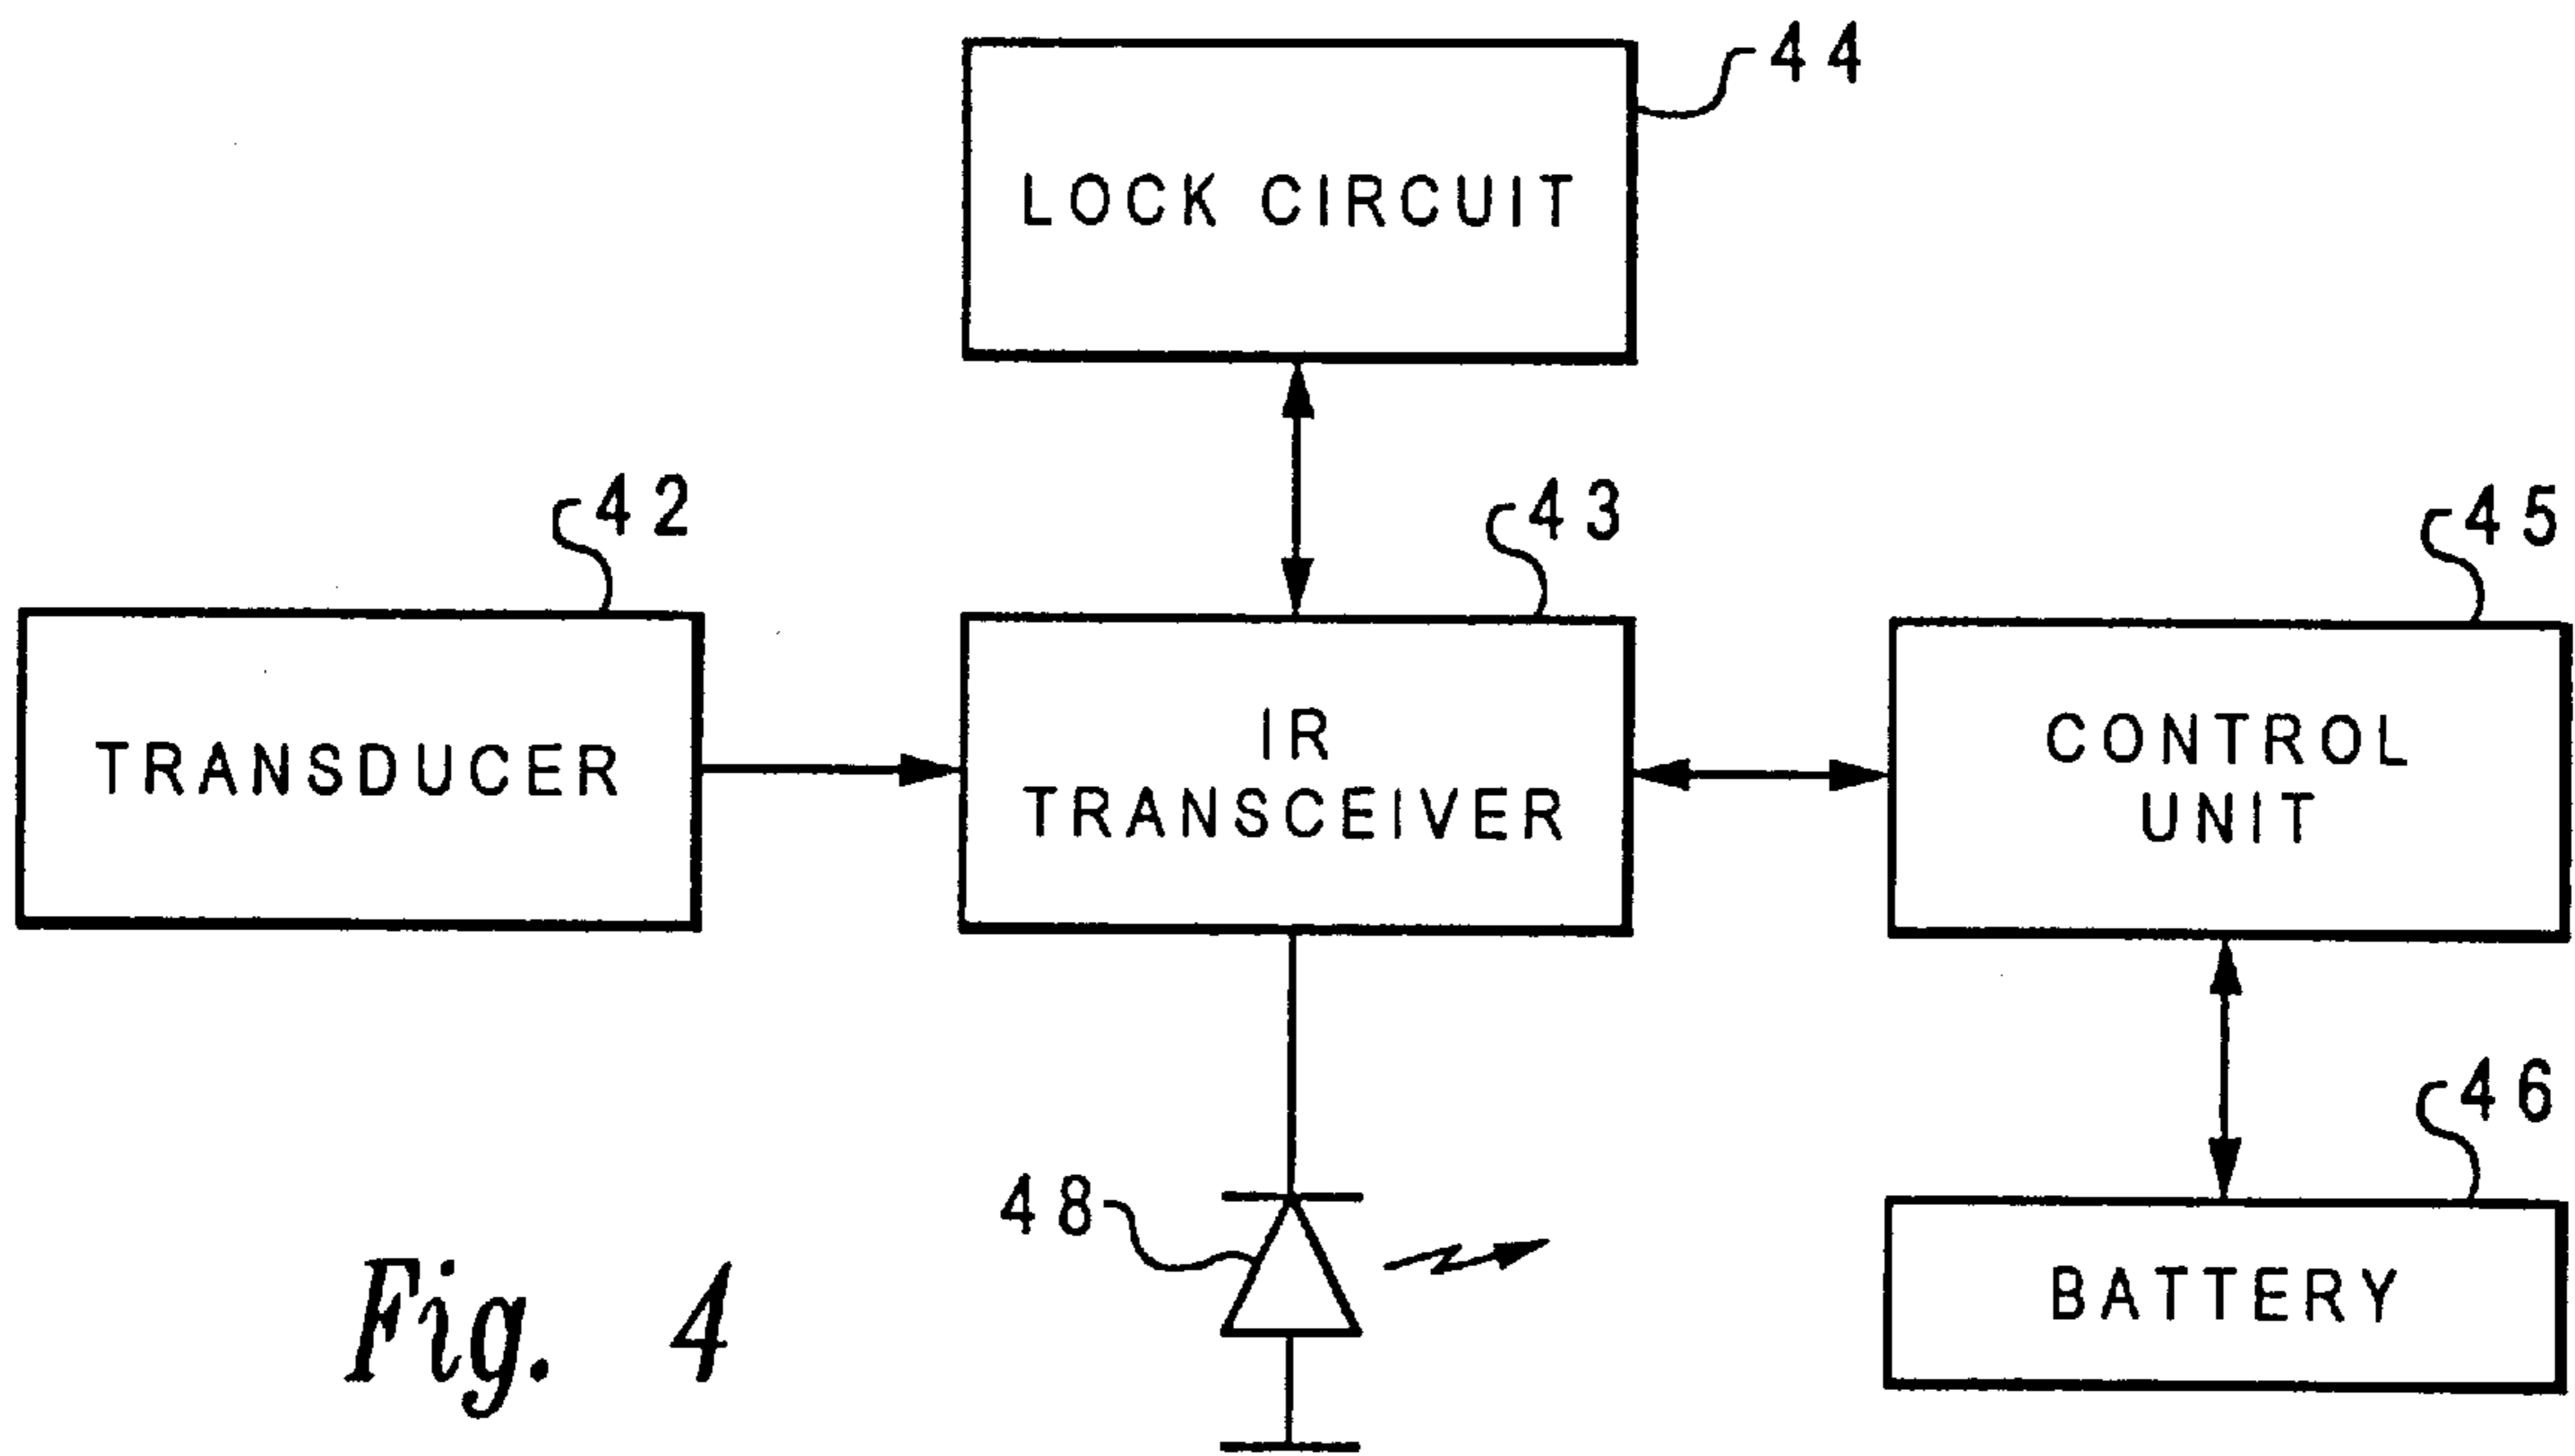 44
LOCK CIRCUIT
42
43
45
TRANSDUCER
IR
TRANSCEIVER
CONTROL
UNIT
46
48
BATTERY
Fig. 4